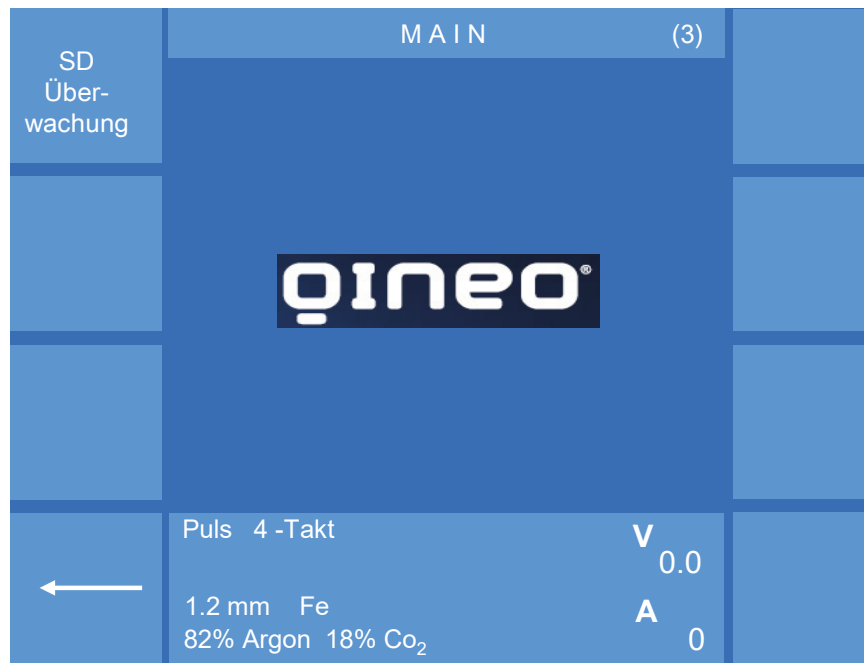 SD
Über-
wachung
M A I N (3)
QINEO®
Puls 4 -Takt
V
0.0
1.2 mm Fe
82% Argon 18% Co₂
A
0